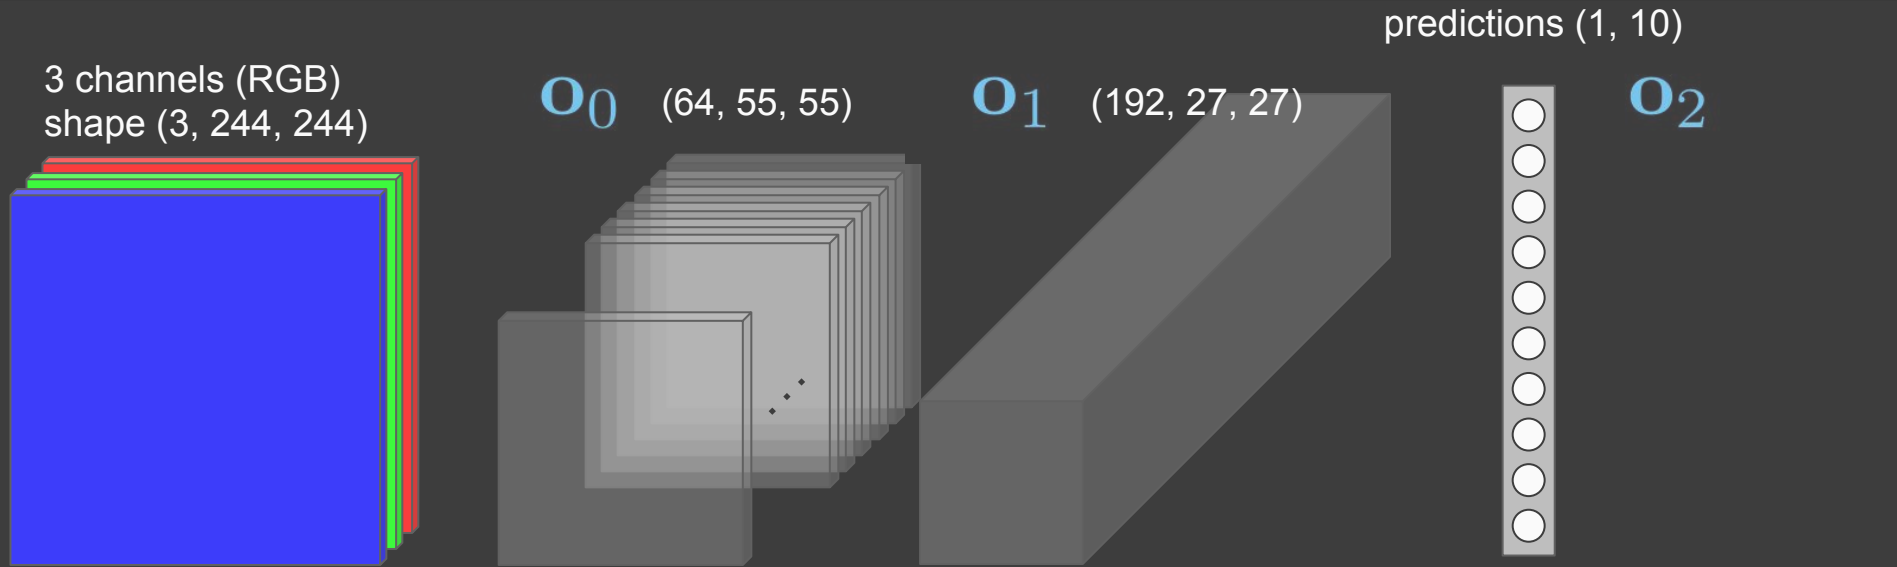 predictions (1, 10)
3 channels (RGB)
shape (3, 244, 244)
o₀ (64, 55, 55)
o₁ (192, 27, 27)
o₂